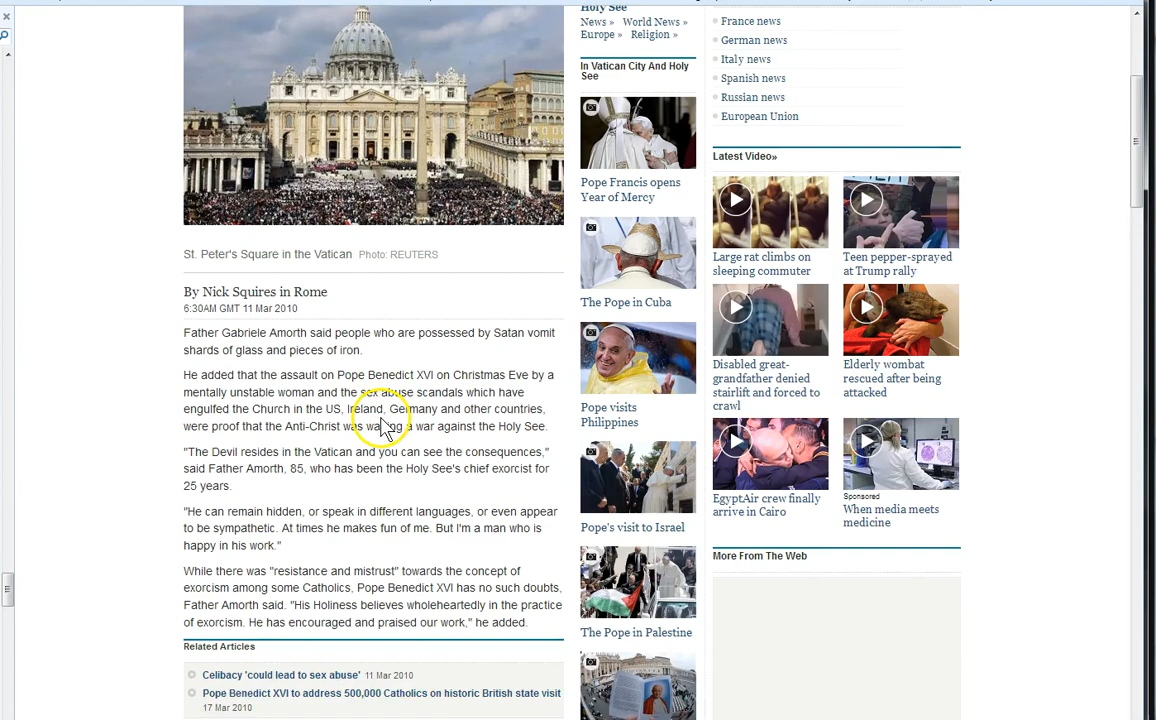 Holy See
News » World News »
Europe » Religion »
In Vatican City And Holy
See
Pope Francis opens
Year of Mercy
The Pope in Cuba
Pope visits
Philippines
Pope's visit to Israel
The Pope in Palestine
France news
German news
Italy news
Spanish news
Russian news
European Union
Latest Video»
Large rat climbs on
sleeping commuter
Teen pepper-sprayed
at Trump rally
Disabled great-
grandfather denied
stairlift and forced to
crawl
Elderly wombat
rescued after being
attacked
EgyptAir crew finally
arrive in Cairo
Sponsored
When media meets
medicine
More From The Web
St. Peter's Square in the Vatican Photo: REUTERS
By Nick Squires in Rome
6:30AM GMT 11 Mar 2010
Father Gabriele Amorth said people who are possessed by Satan vomit
shards of glass and pieces of iron.
He added that the assault on Pope Benedict XVI on Christmas Eve by a
mentally unstable woman and the sex abuse scandals which have
engulfed the Church in the US, Ireland, Germany and other countries,
were proof that the Anti-Christ was waging a war against the Holy See.
"The Devil resides in the Vatican and you can see the consequences,"
said Father Amorth, 85, who has been the Holy See's chief exorcist for
25 years.
"He can remain hidden, or speak in different languages, or even appear
to be sympathetic. At times he makes fun of me. But I'm a man who is
happy in his work."
While there was "resistance and mistrust" towards the concept of
exorcism among some Catholics, Pope Benedict XVI has no such doubts,
Father Amorth said. "His Holiness believes wholeheartedly in the practice
of exorcism. He has encouraged and praised our work," he added.
Related Articles
Celibacy 'could lead to sex abuse' 11 Mar 2010
Pope Benedict XVI to address 500,000 Catholics on historic British state visit
17 Mar 2010